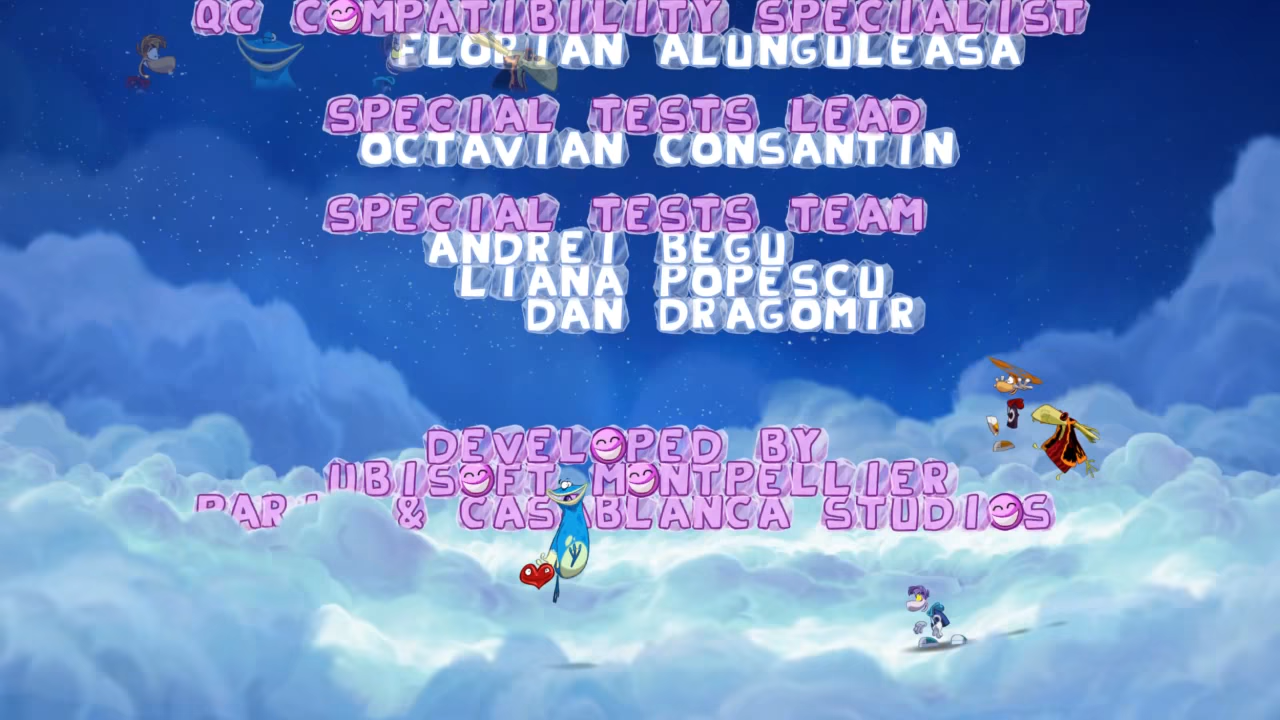 QC COMPATIBILITY SPECIALIST
FLORIAN ALUNGULEASA
SPECIAL TESTS LEAD
OCTAVIAN CONSANTIN
SPECIAL TESTS TEAM
ANDREI BEGU
LIANA POPESCU
DAN DRAGOMIR
DEVELOPED BY
UBISOFT MONTPELLIER
& CASABLANCA STUDIOS